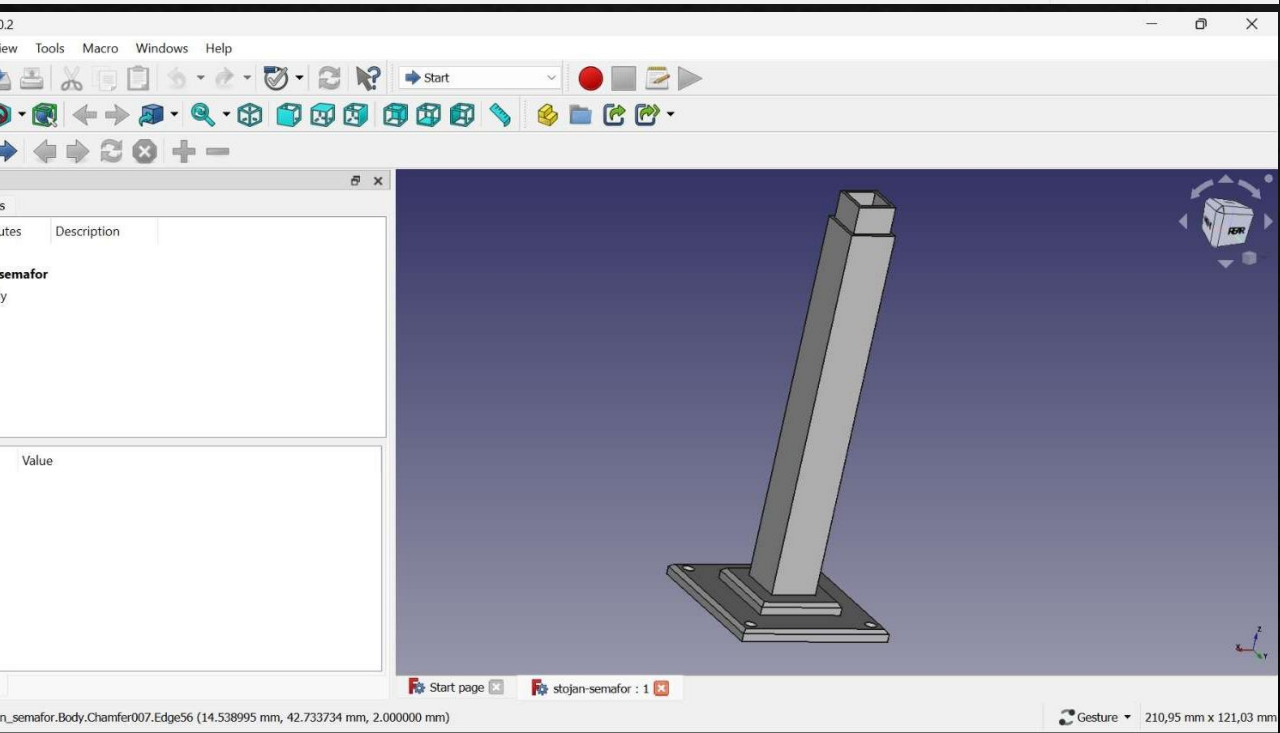 0.2
iew Tools Macro Windows Help
Start
s
utes Description
semafor
y
Value
REAR
Z
X
Y
Start page
stojan-semafor : 1
n_semafor.Body.Chamfer007.Edge56 (14.538995 mm, 42.733734 mm, 2.000000 mm)
Gesture
210,95 mm x 121,03 mm